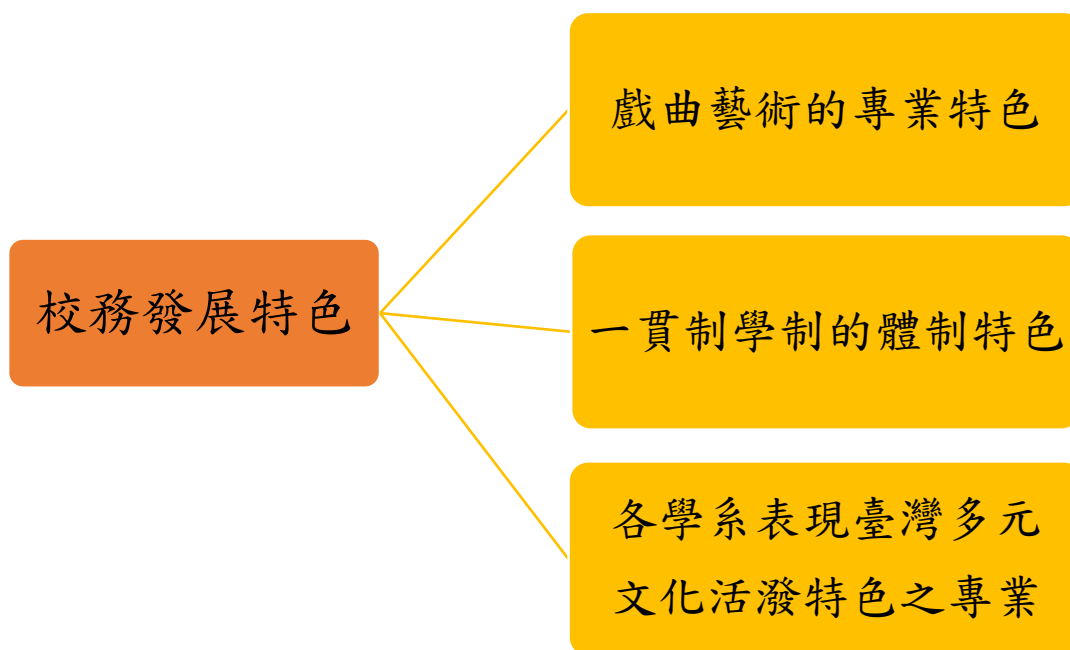 校務發展特色
戲曲藝術的專業特色
一貫制學制的體制特色
各學系表現臺灣多元
文化活潑特色之專業